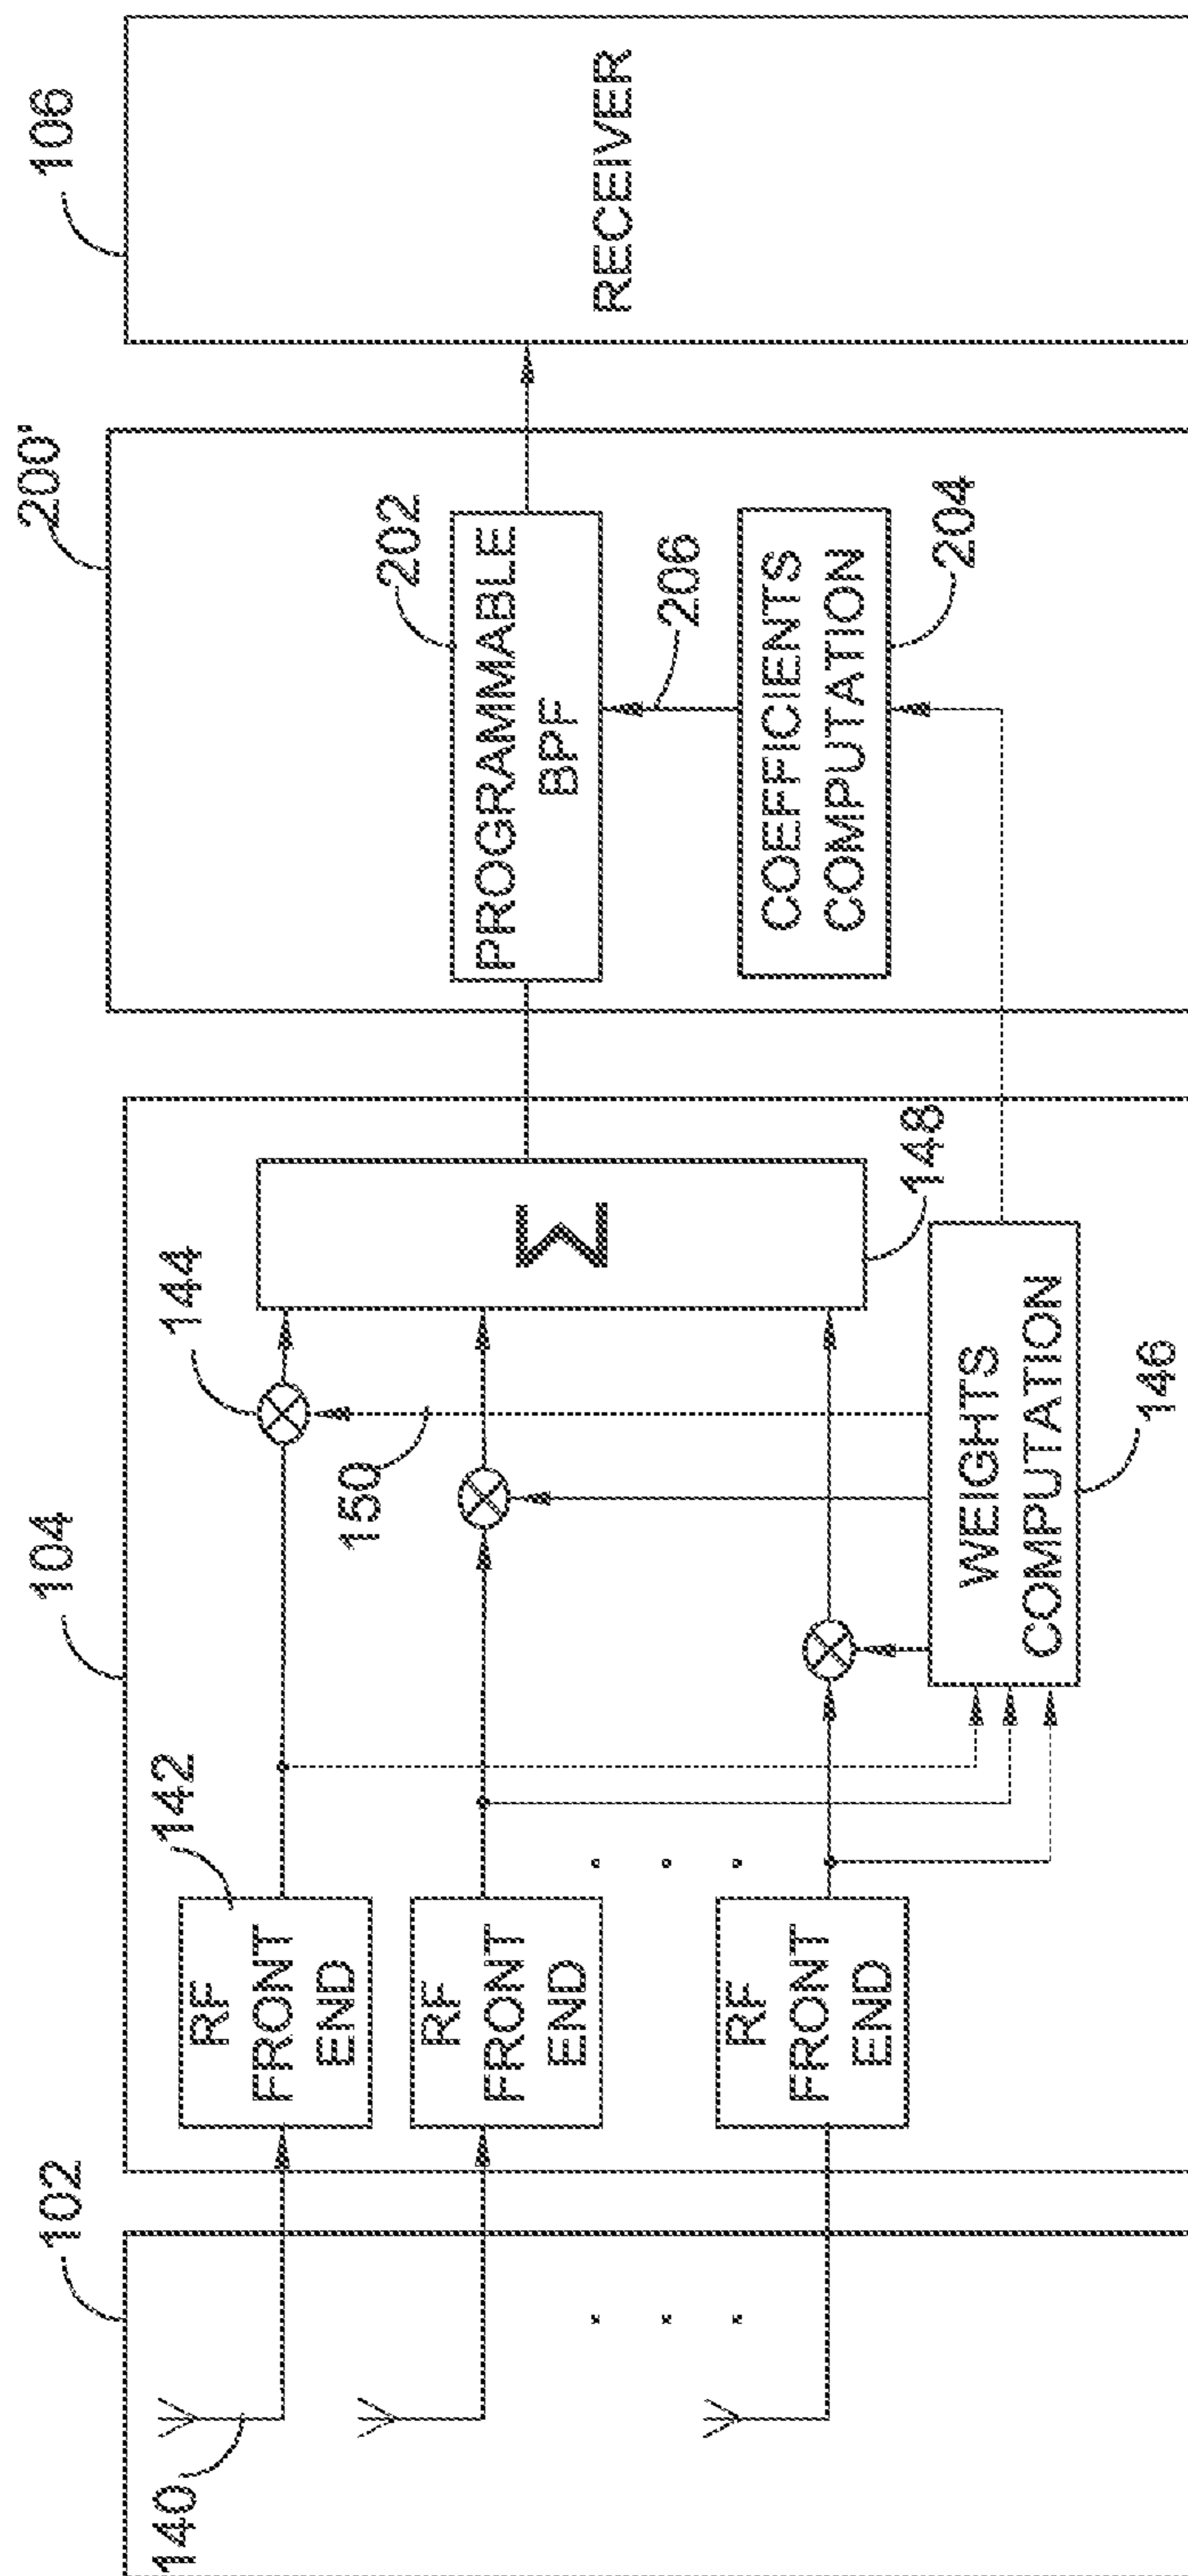 102
104
200'
106
140
RF
FRONT
END
142
RF
FRONT
END
RF
FRONT
END
144
150
Σ
148
WEIGHTS
COMPUTATION
146
PROGRAMMABLE
BPF
202
206
COEFFICIENTS
COMPUTATION
204
RECEIVER